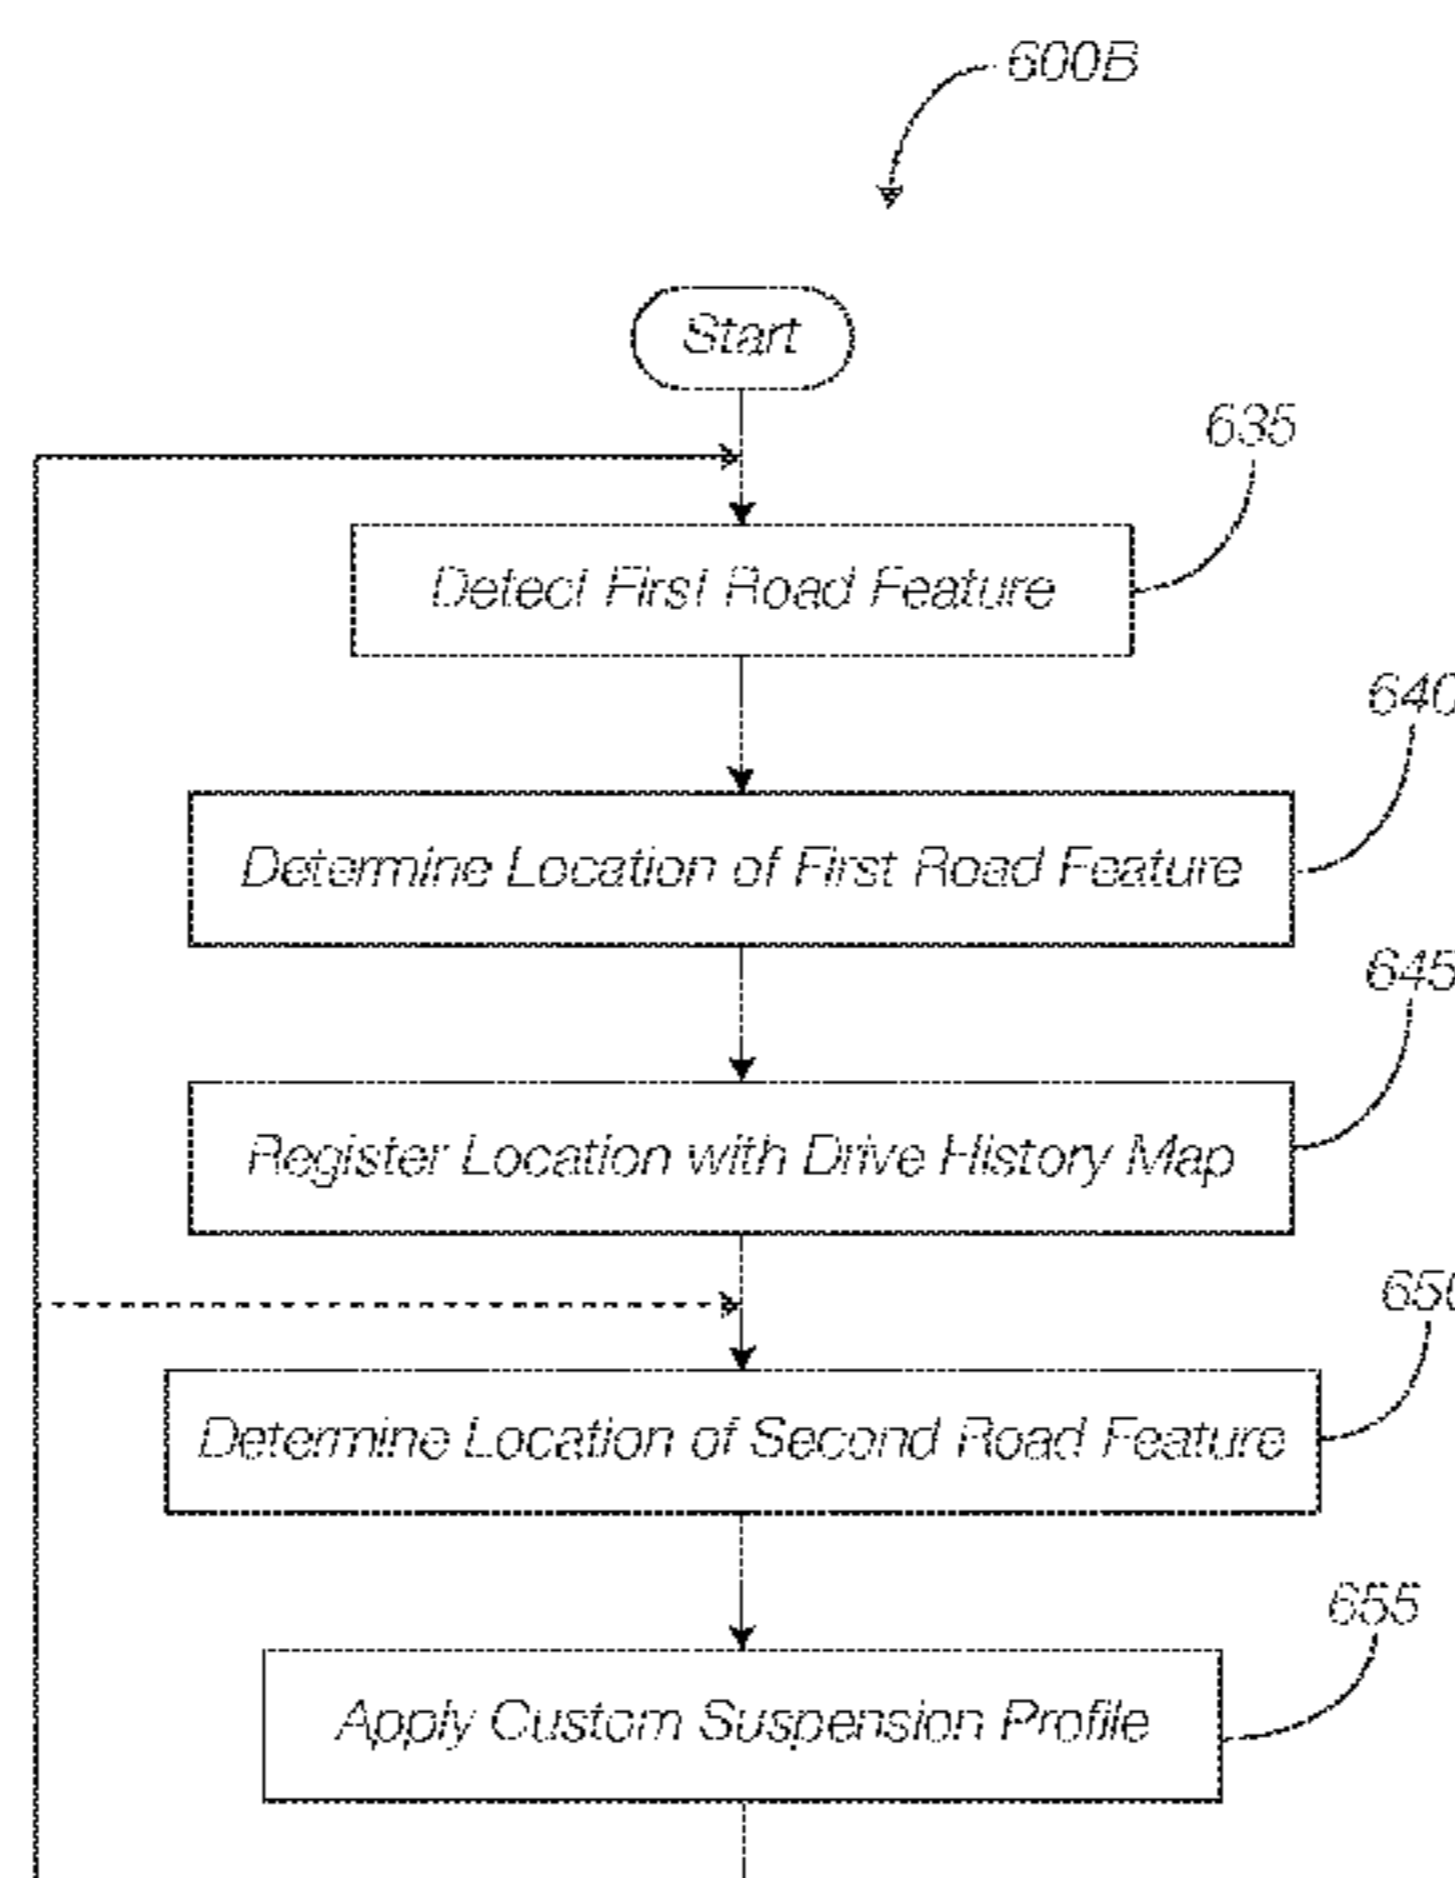 600B
Start
635
Detect First Road Feature
640
Determine Location of First Road Feature
645
Register Location with Drive History Map
650
Determine Location of Second Road Feature
655
Apply Custom Suspension Profile